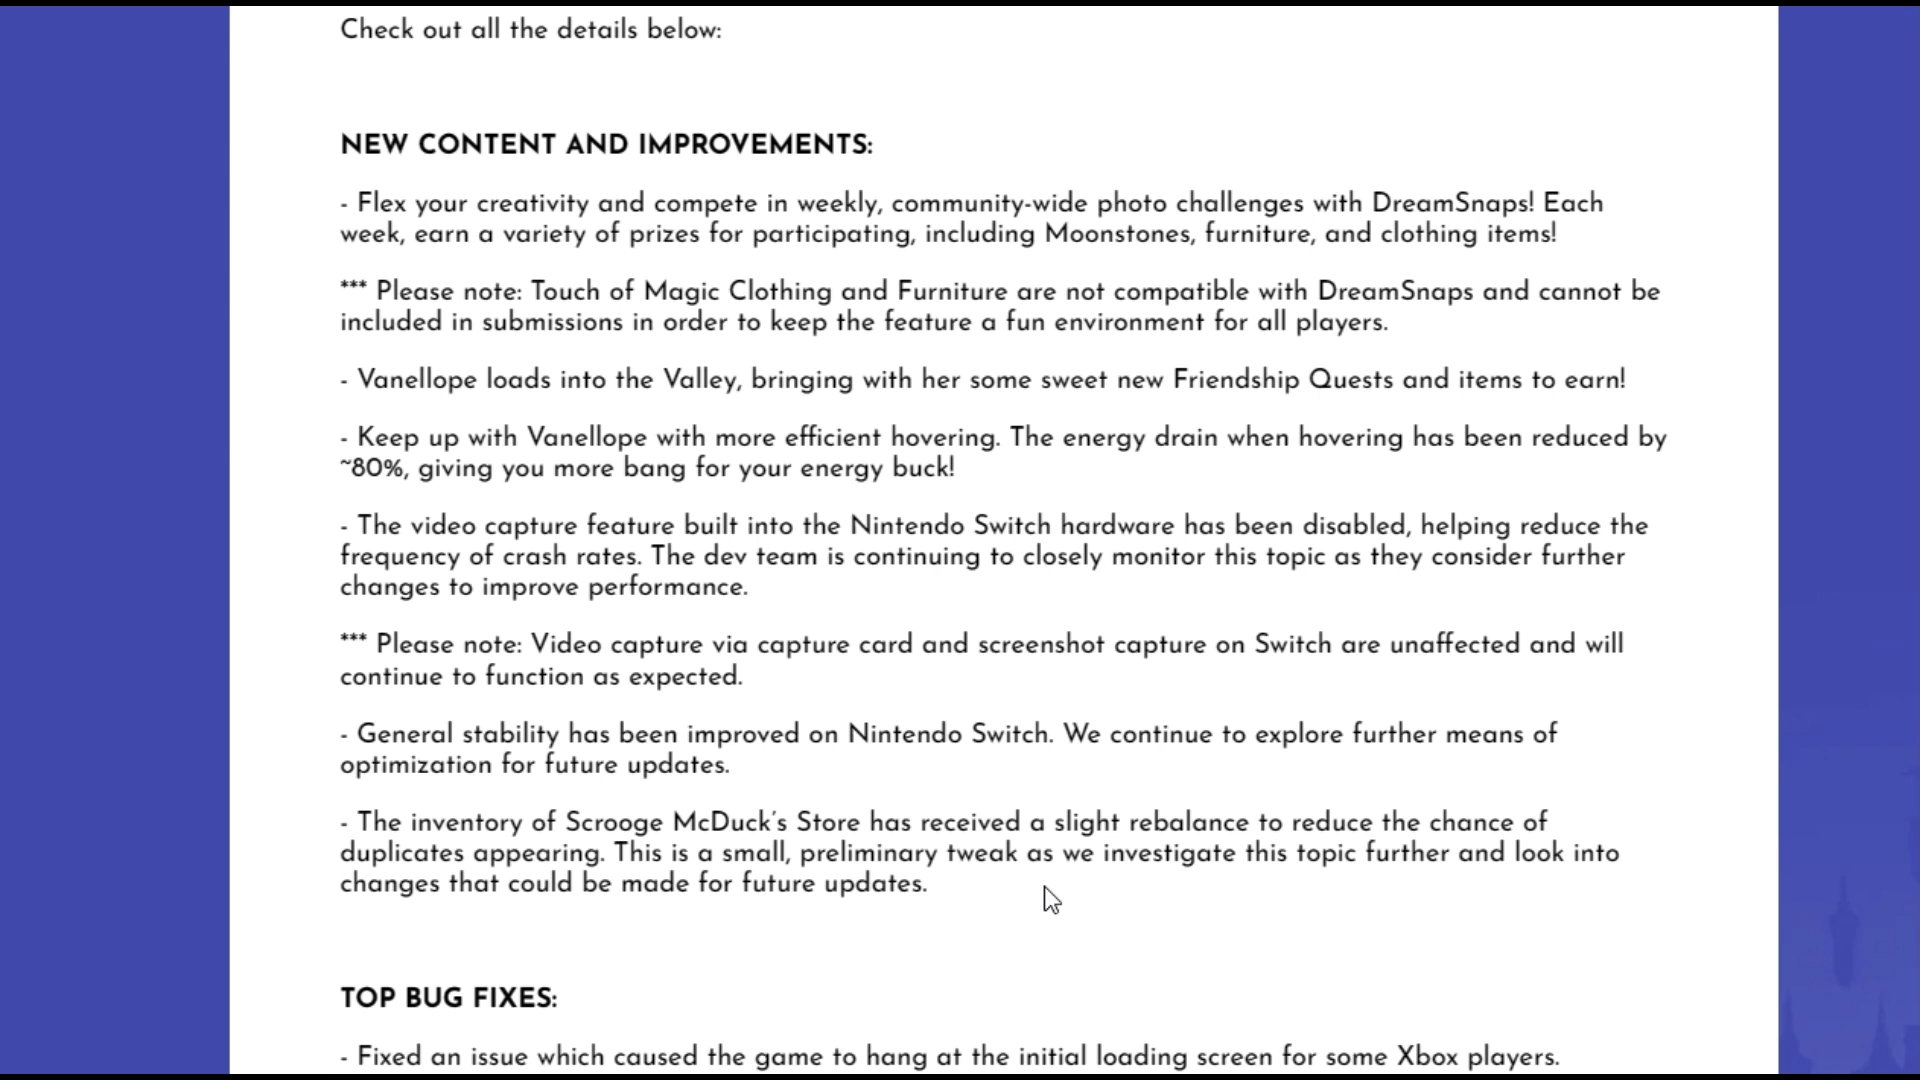 Check out all the details below:
NEW CONTENT AND IMPROVEMENTS:
- Flex your creativity and compete in weekly, community-wide photo challenges with DreamSnaps! Each
week, earn a variety of prizes for participating, including Moonstones, furniture, and clothing items!
*** Please note: Touch of Magic Clothing and Furniture are not compatible with DreamSnaps and cannot be
included in submissions in order to keep the feature a fun environment for all players.
- Vanellope loads into the Valley, bringing with her some sweet new Friendship Quests and items to earn!
- Keep up with Vanellope with more efficient hovering. The energy drain when hovering has been reduced by
~80%, giving you more bang for your energy buck!
- The video capture feature built into the Nintendo Switch hardware has been disabled, helping reduce the
frequency of crash rates. The dev team is continuing to closely monitor this topic as they consider further
changes to improve performance.
*** Please note: Video capture via capture card and screenshot capture on Switch are unaffected and will
continue to function as expected.
- General stability has been improved on Nintendo Switch. We continue to explore further means of
optimization for future updates.
- The inventory of Scrooge McDuck's Store has received a slight rebalance to reduce the chance of
duplicates appearing. This is a small, preliminary tweak as we investigate this topic further and look into
changes that could be made for future updates.
TOP BUG FIXES:
- Fixed an issue which caused the game to hang at the initial loading screen for some Xbox players.